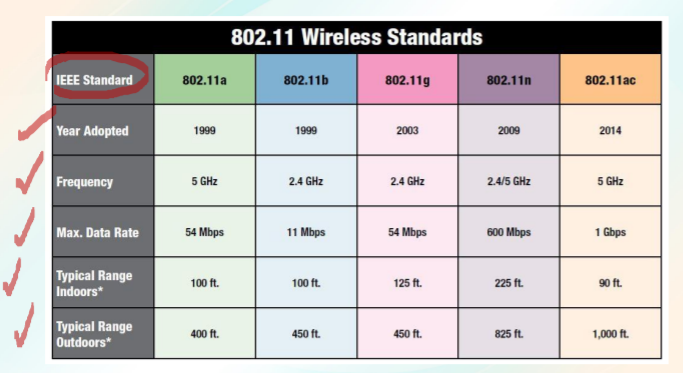 802.11 Wireless Standards
IEEE Standard 802.11a 802.11b 802.11g 802.11n 802.11ac
Year Adopted 1999 1999 2003 2009 2014
Frequency 5 GHz 2.4 GHz 2.4 GHz 2.4/5 GHz 5 GHz
Max. Data Rate 54 Mbps 11 Mbps 54 Mbps 600 Mbps 1 Gbps
Typical Range
Indoors* 100 ft. 100 ft. 125 ft. 225 ft. 90 ft.
Typical Range
Outdoors* 400 ft. 450 ft. 450 ft. 825 ft. 1,000 ft.